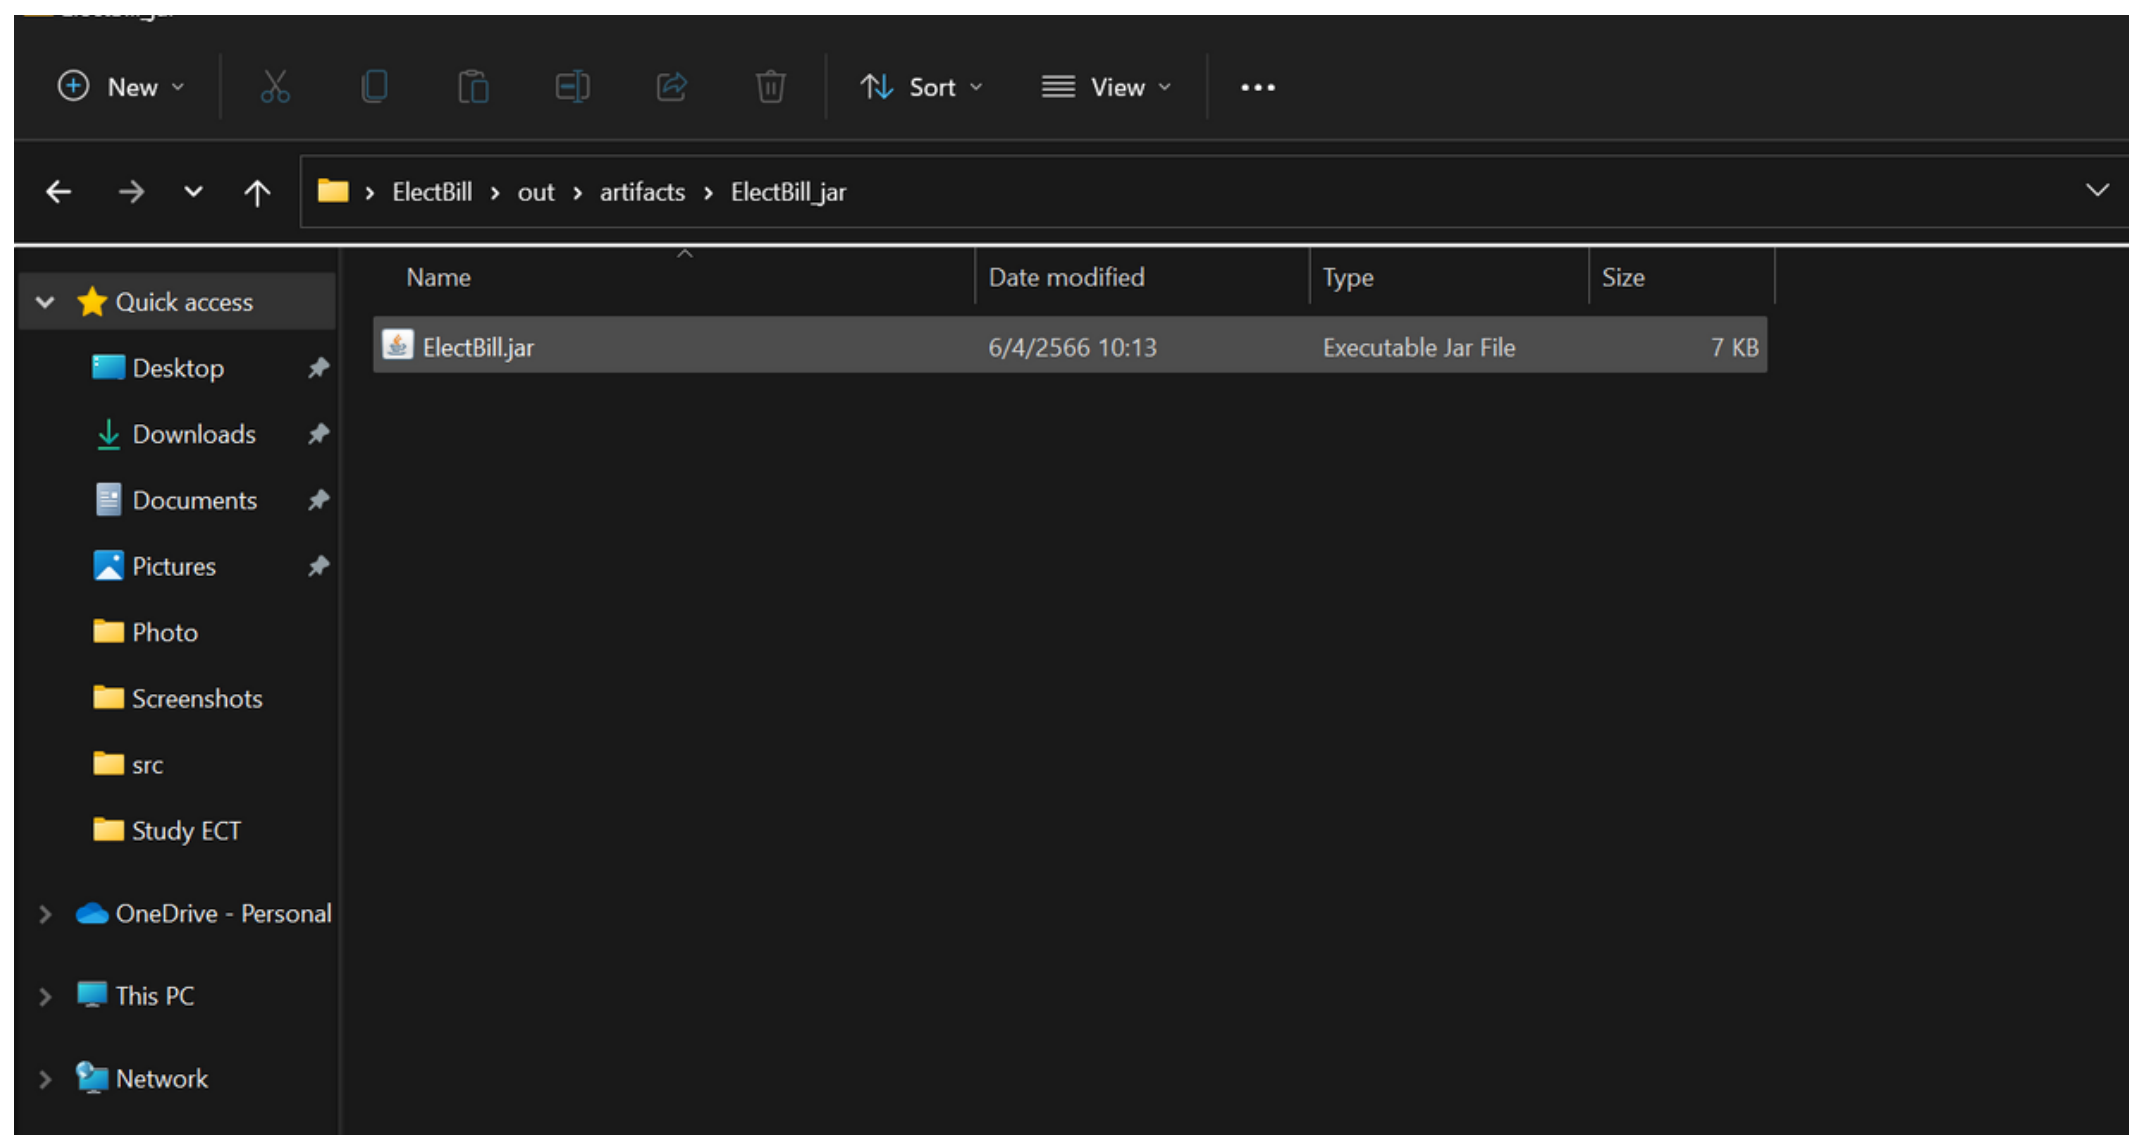 New
Sort
View
ElectBill > out > artifacts > ElectBill_jar
Name
Date modified
Type
Size
ElectBill.jar
6/4/2566 10:13
Executable Jar File
7 KB
Quick access
Desktop
Downloads
Documents
Pictures
Photo
Screenshots
src
Study ECT
OneDrive - Personal
This PC
Network